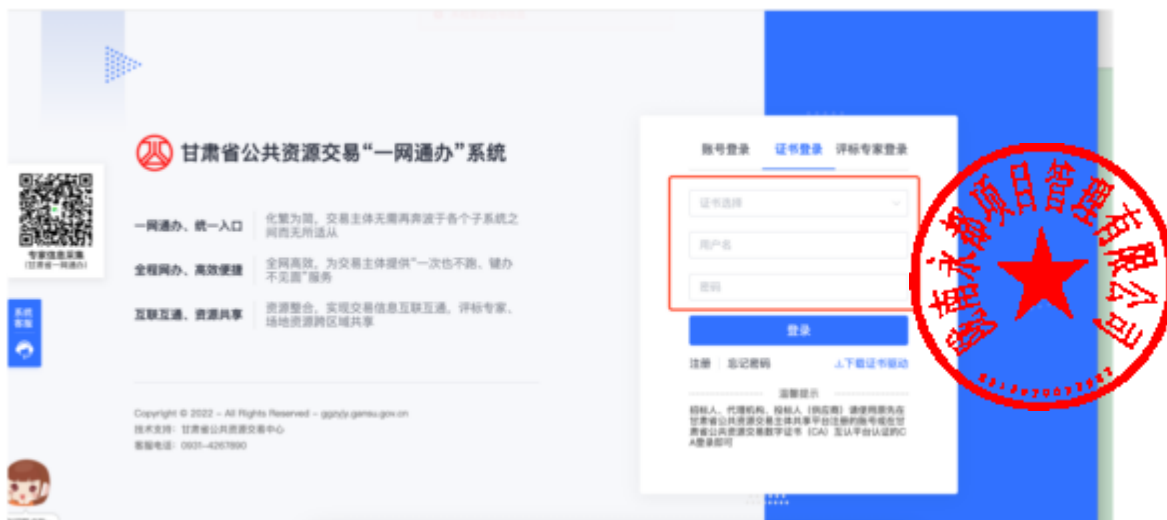 甘肃省公共资源交易“一网通办”系统
专家信息采集
(甘肃省一网通办)
一网通办、统一入口
化繁为简，交易主体无需再奔波于各个子系统之
间而无所适从
全程网办、高效便捷
全网高效，为交易主体提供“一次也不跑、键办
不见面”服务
互联互通、资源共享
资源整合，实现交易信息互联互通，评标专家、
场地资源跨区域共享
系统
客服
Copyright © 2022 - All Rights Reserved - ggzyjy.gansu.gov.cn
技术支持：甘肃省公共资源交易中心
客服电话：0931-4267890
账号登录 证书登录 评标专家登录
证书选择
用户名
密码
登录
注册 忘记密码 下载证书驱动
温馨提示
招标人、代理机构、投标人（供应商）请使用原先在
甘肃省公共资源交易主体共享平台注册的账号或在甘
肃省公共资源交易数字证书（CA）互认平台认证的C
A登录即可
项目管理有限公司